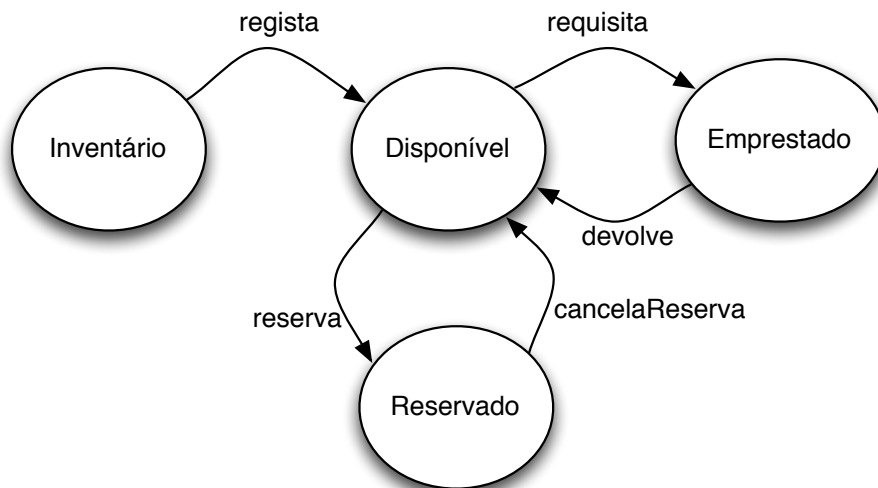 regista
requisita
Inventário
Disponível
Emprestado
devolve
reserva
cancelaReserva
Reservado